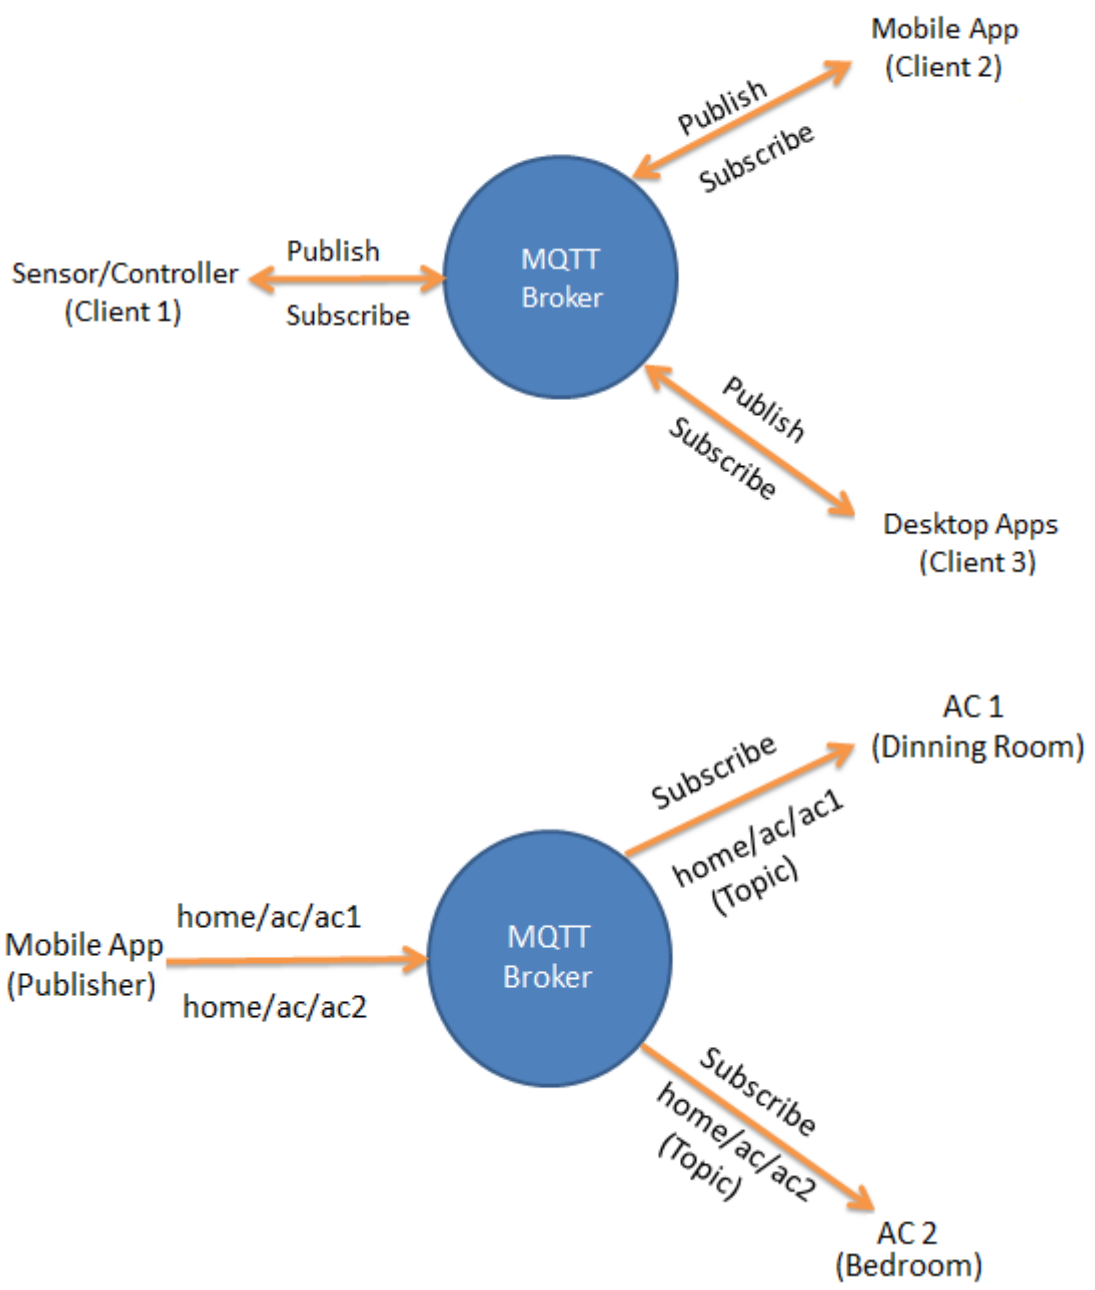 Mobile App
(Client 2)
Publish
Subscribe
Sensor/Controller
(Client 1)
Publish
Subscribe
MQTT
Broker
Publish
Subscribe
Desktop Apps
(Client 3)
AC 1
(Dinning Room)
Subscribe
home/ac/ac1
(Topic)
Mobile App
(Publisher)
home/ac/ac1
home/ac/ac2
MQTT
Broker
Subscribe
home/ac/ac2
(Topic)
AC 2
(Bedroom)